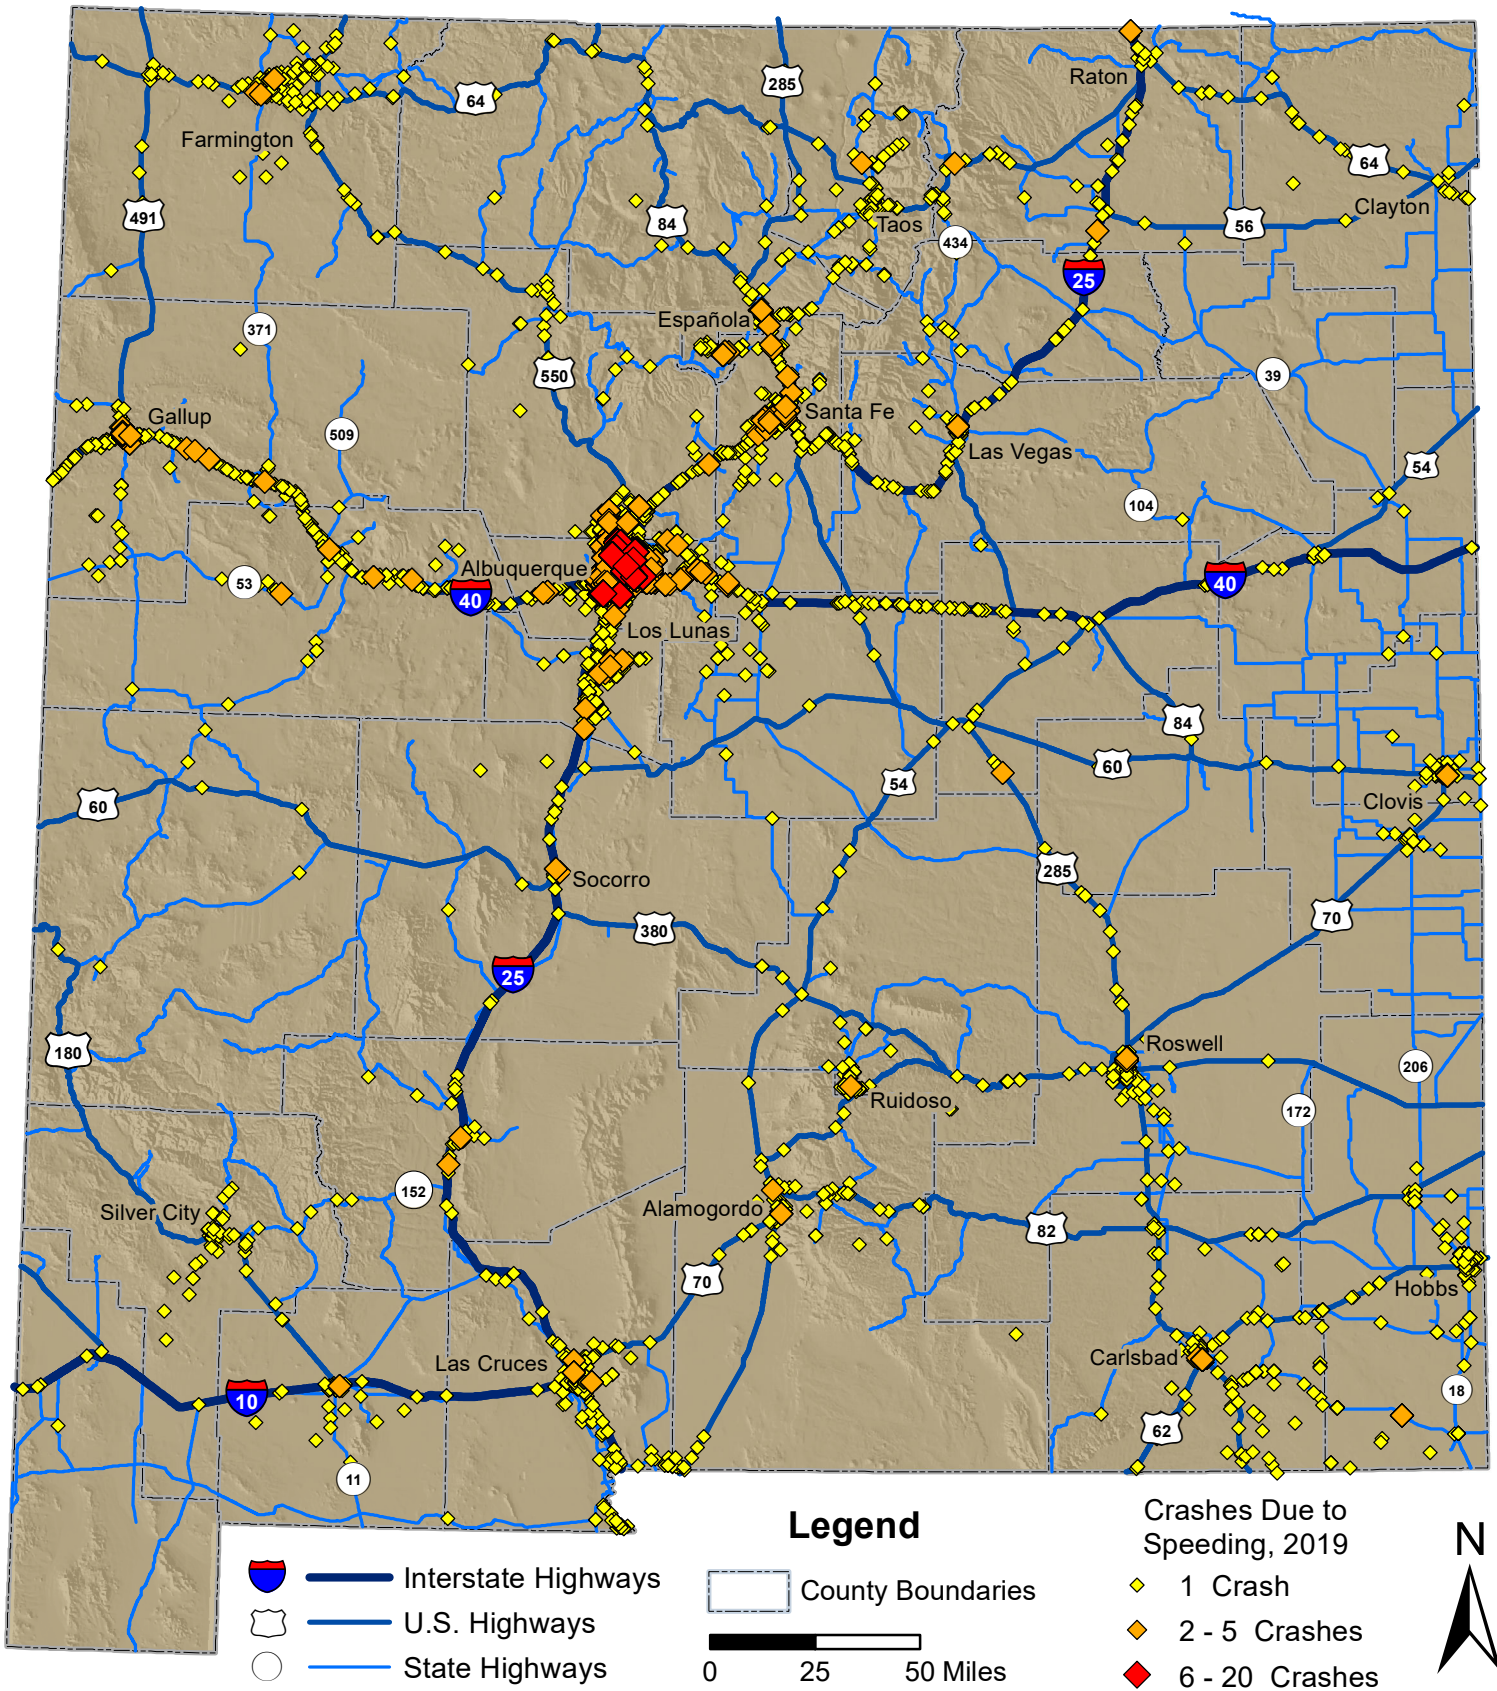 285
Raton
64
Farmington
64
491
84
Taos
Clayton
56
434
25
Española
371
550
39
Gallup
Santa Fe
509
Las Vegas
54
104
Albuquerque
40
53
40
Los Lunas
84
60
54
60
Clovis
285
Socorro
70
380
25
180
Roswell
206
Ruidoso
172
152
Silver City
Alamogordo
82
70
Hobbs
Las Cruces
Carlsbad
10
18
62
11
Legend
Interstate Highways
U.S. Highways
State Highways
County Boundaries
0 25 50 Miles
Crashes Due to
Speeding, 2019
1 Crash
2 - 5 Crashes
6 - 20 Crashes
N